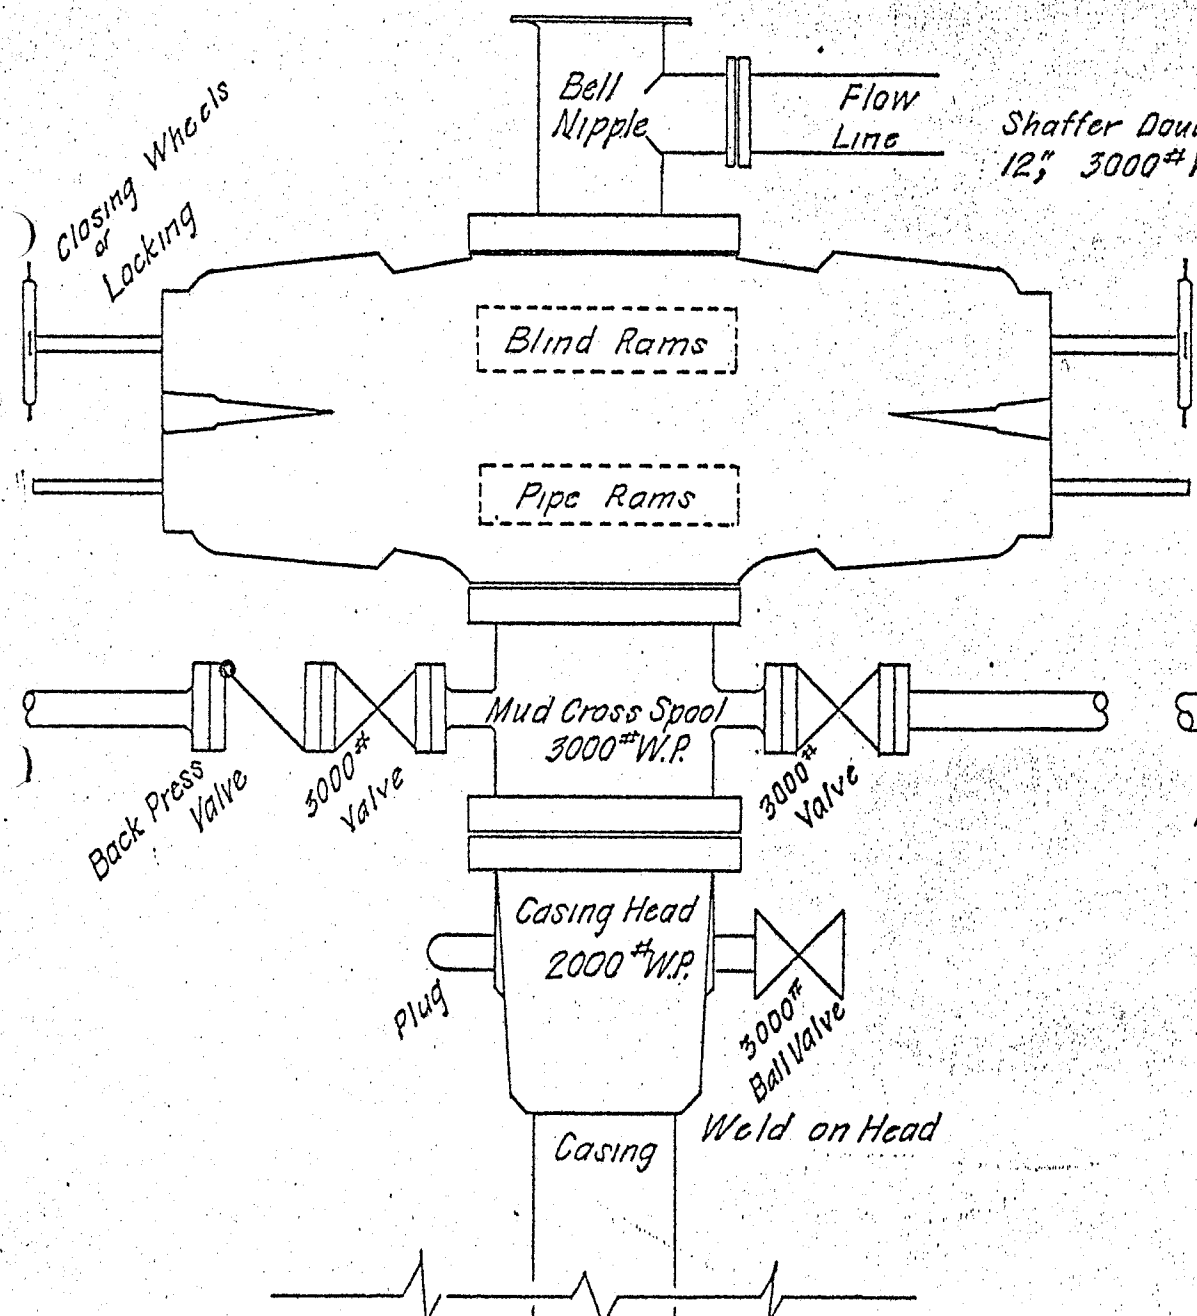 Bell
Nipple
Flow
Line
Shaffer
12", 3000#
Closing Wheels
or
Locking
Blind Rams
Pipe Rams
Mud Cross Spool
3000# W.P.
Back Press
Valve
3000#
Valve
3000#
Valve
Casing Head
2000# W.P.
Plug
3000#
Ball Valve
Weld on Head
Casing